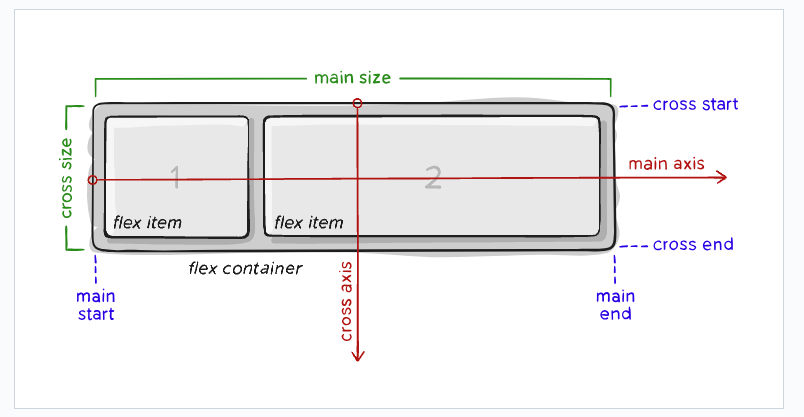 main size
cross start
cross size
1
2
main axis
flex item
flex item
cross end
flex container
cross axis
main
start
main
end